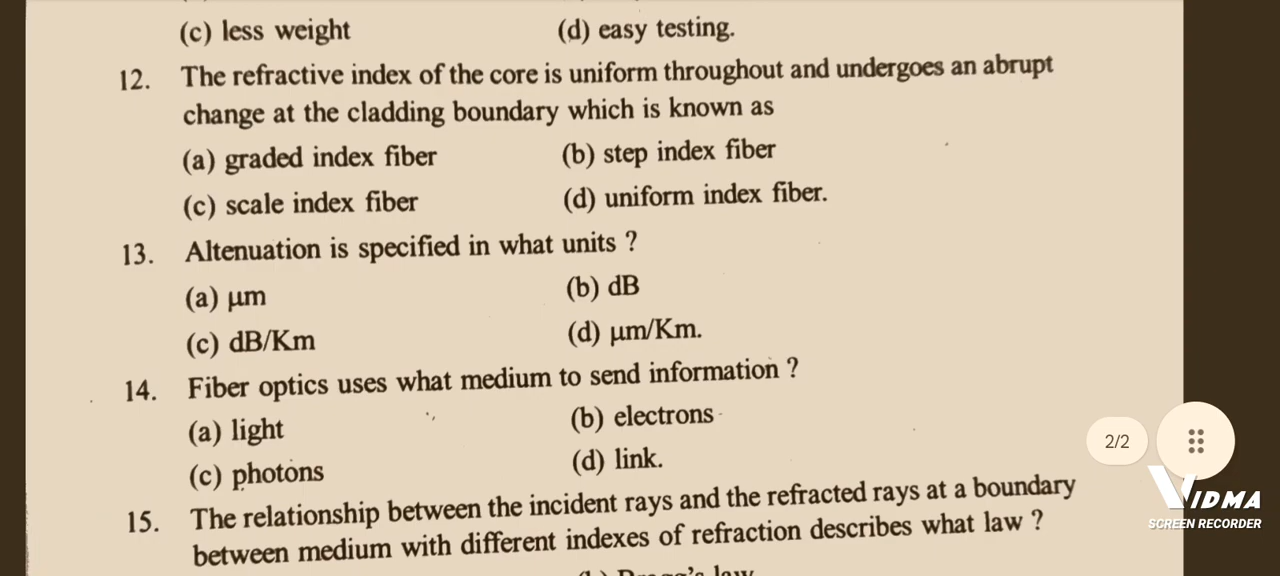 (c) less weight (d) easy testing.
12. The refractive index of the core is uniform throughout and undergoes an abrupt
change at the cladding boundary which is known as
(a) graded index fiber (b) step index fiber
(c) scale index fiber (d) uniform index fiber.
13. Altenuation is specified in what units ?
(a) μm (b) dB
(c) dB/Km (d) μm/Km.
14. Fiber optics uses what medium to send information ?
(a) light (b) electrons
(c) photons (d) link.
2/2
15. The relationship between the incident rays and the refracted rays at a boundary
between medium with different indexes of refraction describes what law ?
VIDMA
SCREEN RECORDER